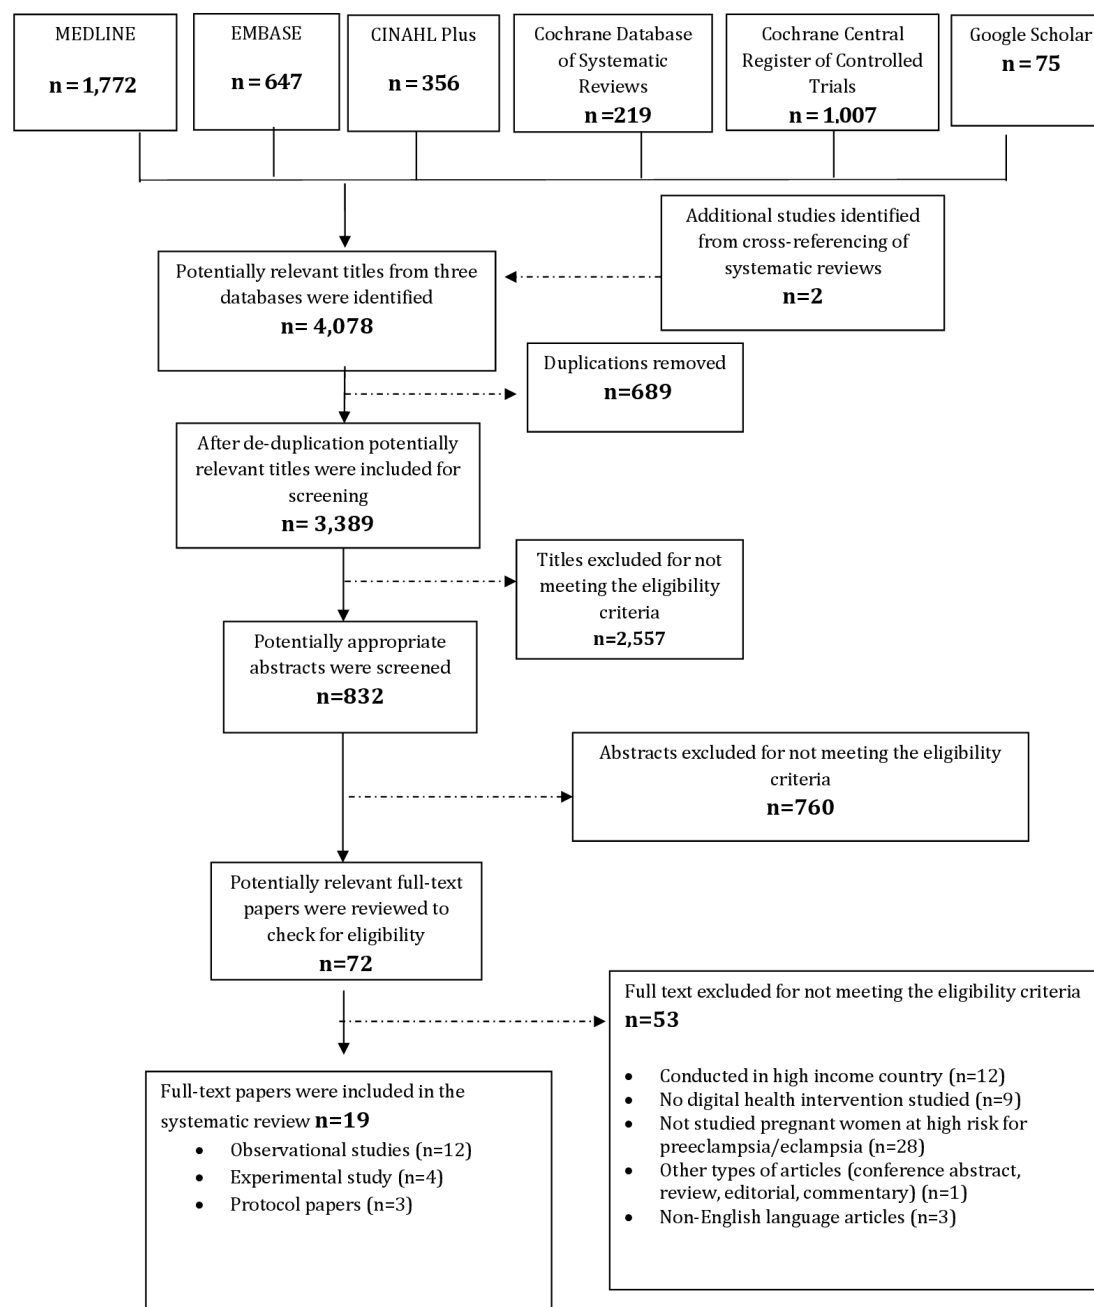 MEDLINE
n = 1,772
EMBASE
n = 647
CINAHL Plus
n = 356
Cochrane Database
of Systematic
Reviews
n =219
Cochrane Central
Register of Controlled
Trials
n = 1,007
Google Scholar
n = 75
Additional studies identified
from cross-referencing of
systematic reviews
n=2
Potentially relevant titles from three
databases were identified
n= 4,078
Duplications removed
n=689
After de-duplication potentially
relevant titles were included for
screening
n= 3,389
Titles excluded for not
meeting the eligibility
criteria
n=2,557
Potentially appropriate
abstracts were screened
n=832
Abstracts excluded for not meeting the eligibility
criteria
n=760
Potentially relevant full-text
papers were reviewed to
check for eligibility
n=72
Full text excluded for not meeting the eligibility criteria
n=53
• Conducted in high income country (n=12)
• No digital health intervention studied (n=9)
• Not studied pregnant women at high risk for
preeclampsia/eclampsia (n=28)
• Other types of articles (conference abstract,
review, editorial, commentary) (n=1)
• Non-English language articles (n=3)
Full-text papers were included in the
systematic review n=19
• Observational studies (n=12)
• Experimental study (n=4)
• Protocol papers (n=3)